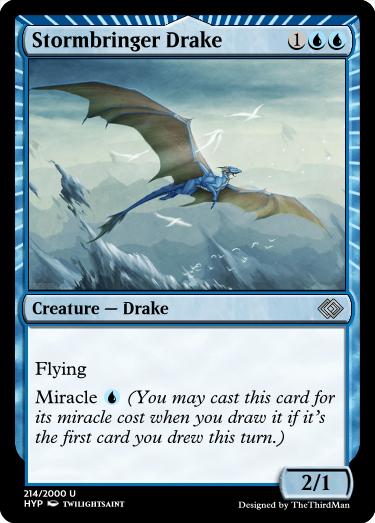 Stormbringer Drake 1
Creature — Drake
Flying
Miracle (You may cast this card for
its miracle cost when you draw it if it's
the first card you drew this turn.)
2/1
214/2000 U
HYP TWILIGHTSAINT
Designed by TheThirdMan